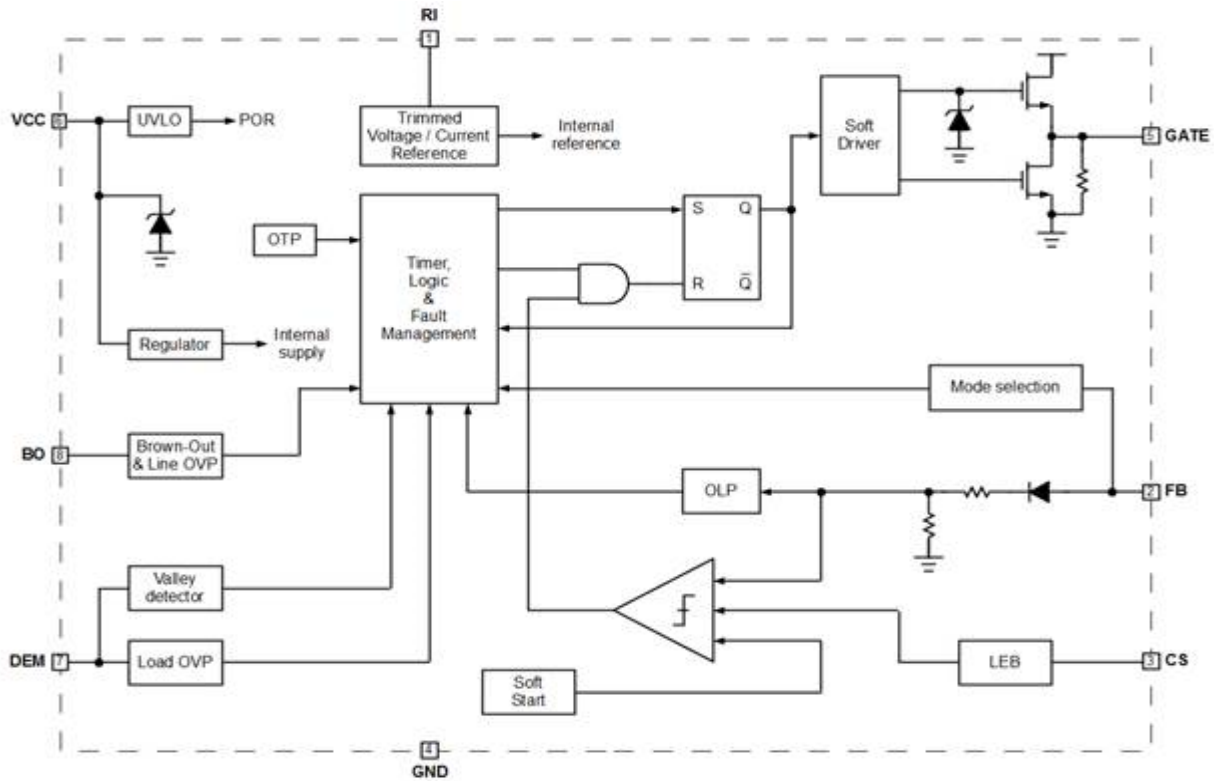 RI
1
VCC
6
UVLO
POR
Trimmed
Voltage / Current
Reference
Internal
reference
Soft
Driver
5
GATE
OTP
Timer,
Logic
&
Fault
Management
S
Q
R
Q̅
Regulator
Internal
supply
Mode selection
BO
8
Brown-Out
& Line OVP
OLP
2
FB
Valley
detector
DEM
7
Load OVP
Soft
Start
LEB
3
CS
4
GND